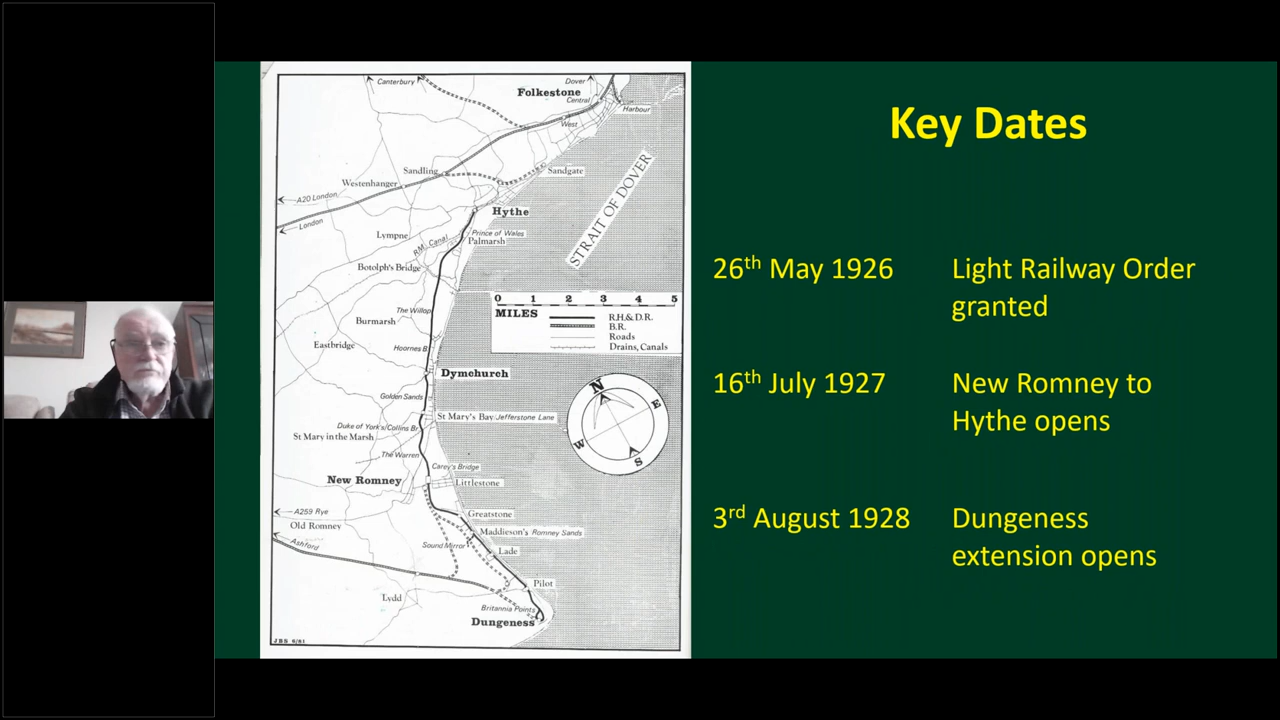 Canterbury
Dover
Folkestone
Central
Harbour
West
Sandling
Sandgate
Westenhanger
A20 London
London
STRAIT OF DOVER
Hythe
Lympne
Prince of Wales
R.M. Canal
Palmarsh
Botolph's Bridge
0 1 2 3 4 5
MILES
R.H.& D.R.
B.R.
Roads
Drains, Canals
The Willop
Burmarsh
Eastbridge
Hoornes B.
Dymchurch
N
E
S
W
Golden Sands
St Mary's Bay/Jefferstone Lane
Duke of York's/Collins Br
St Mary in the Marsh
The Warren
Carey's Bridge
New Romney
Littlestone
A259 Rye
Greatstone
Old Romney
Maddieson's Romney Sands
Ashford
Sound Mirror
Lade
Pilot
Lydd
Britannia Points
Dungeness
JBS 6/81
Key Dates
26th May 1926 Light Railway Order
granted
16th July 1927 New Romney to
Hythe opens
3rd August 1928 Dungeness
extension opens